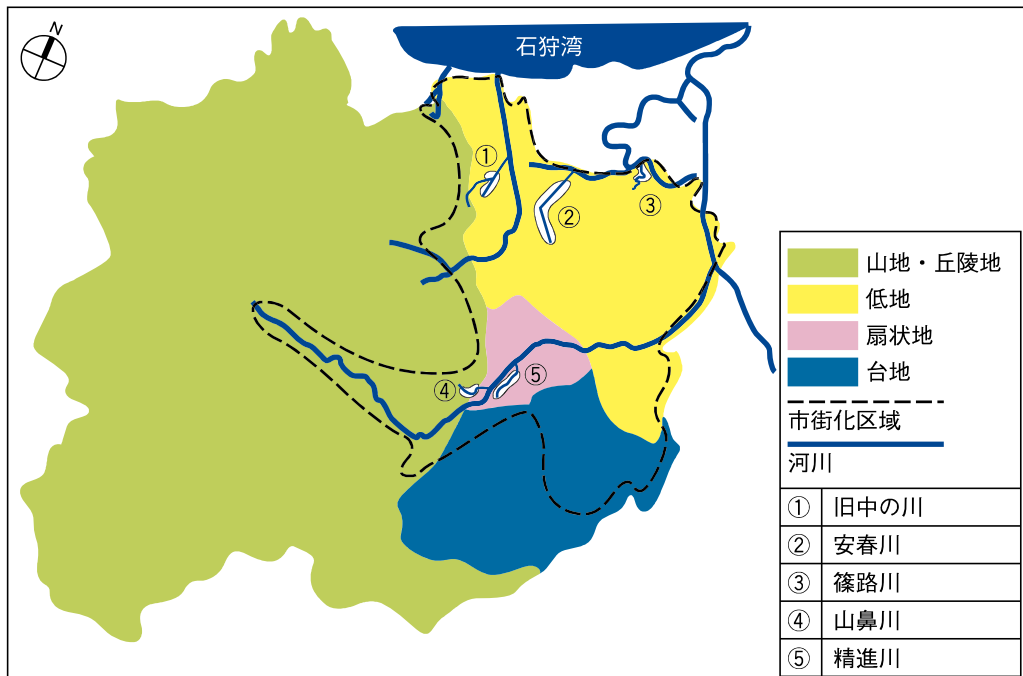 N
石狩湾
①
②
③
④
⑤
山地・丘陵地
低地
扇状地
台地
市街化区域
河川
① 旧中の川
② 安春川
③ 篠路川
④ 山鼻川
⑤ 精進川